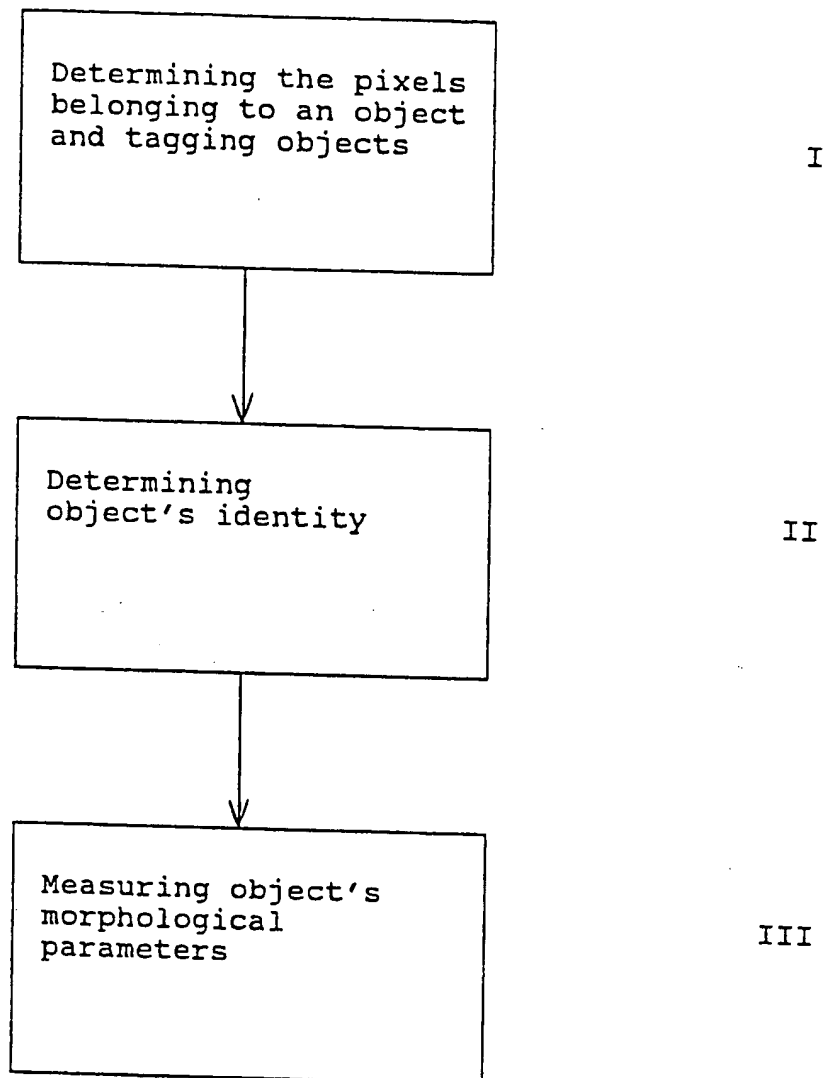 Determining the pixels
belonging to an object
and tagging objects
I
Determining
object's identity
II
Measuring object's
morphological
parameters
III